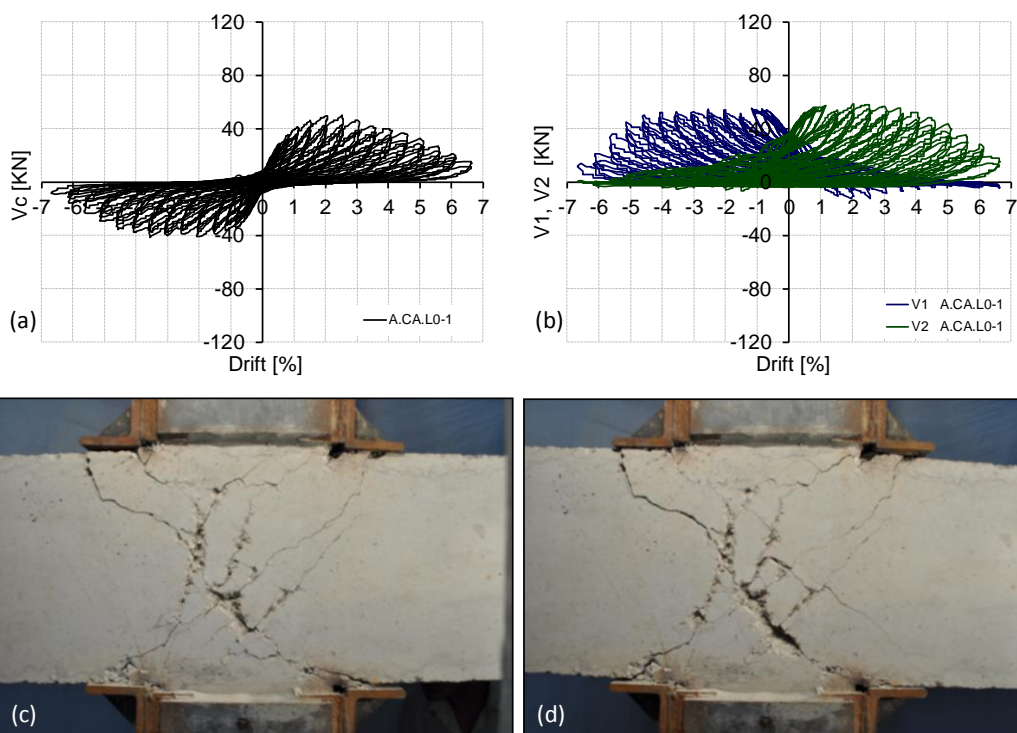 120
80
40
0
-40
-80
-120
-7 -6 -5 -4 -3 -2 -1 0 1 2 3 4 5 6 7
Vc [KN]
Drift [%]
A.CA.L0-1
(a)
120
80
40
0
-40
-80
-120
-7 -6 -5 -4 -3 -2 -1 0 1 2 3 4 5 6 7
V1, V2 [KN]
Drift [%]
V1 A.CA.L0-1
V2 A.CA.L0-1
(b)
(c)
(d)